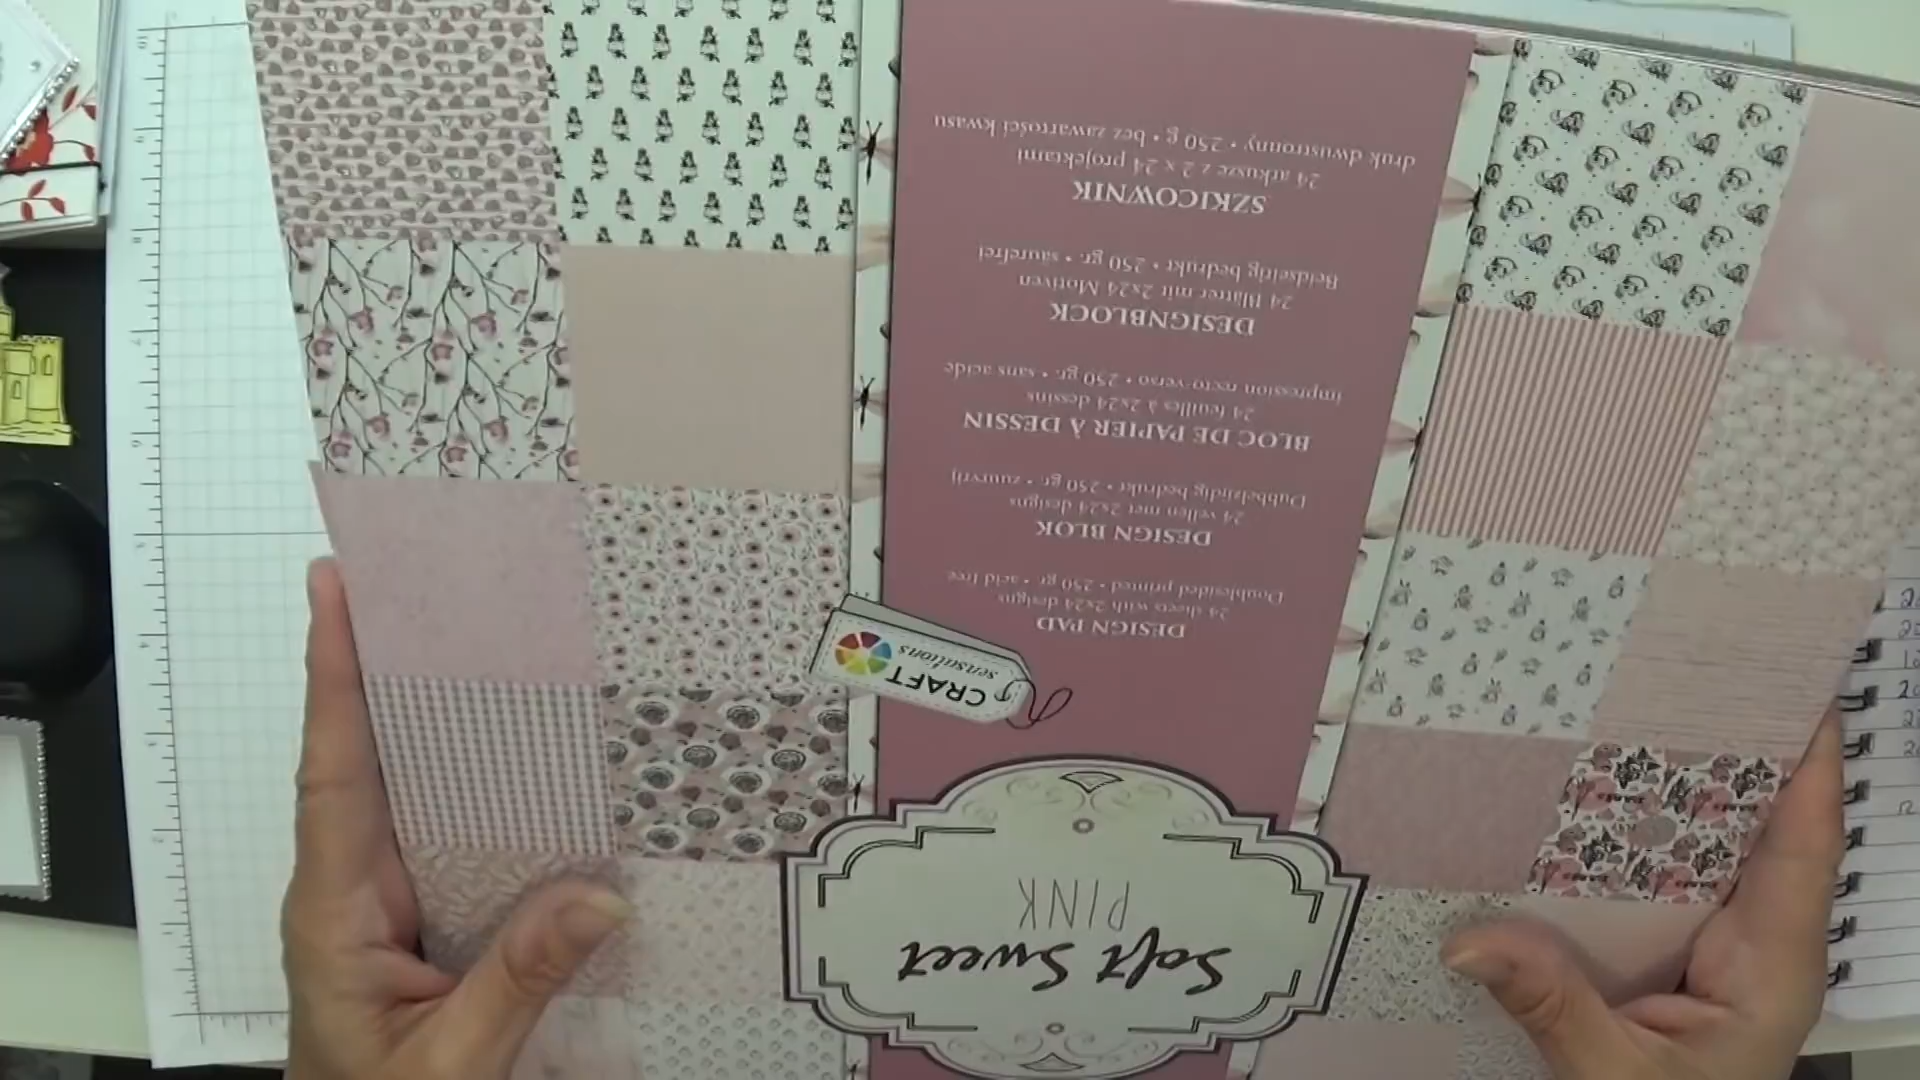 Soft Sweet
PINK
CRAFT
sensations
DESIGN PAD
24 sheets with 2x24 designs
Doublesided printed • 250 gr. • acid free
DESIGN BLOK
24 vellen met 2x24 designs
Dubbelzijdig bedrukt • 250 gr. • zuurvrij
BLOC DE PAPIER À DESSIN
24 feuilles à 2x24 dessins
impression recto-verso • 250 gr. • sans acide
DESIGNBLOCK
24 Blätter mit 2x24 Motiven
Beidseitig bedrukt • 250 gr. • säurefrei
SZKICOWNIK
24 arkusze z 2 x 24 projektami
druk dwustronny • 250 g • bez zawartości kwasu